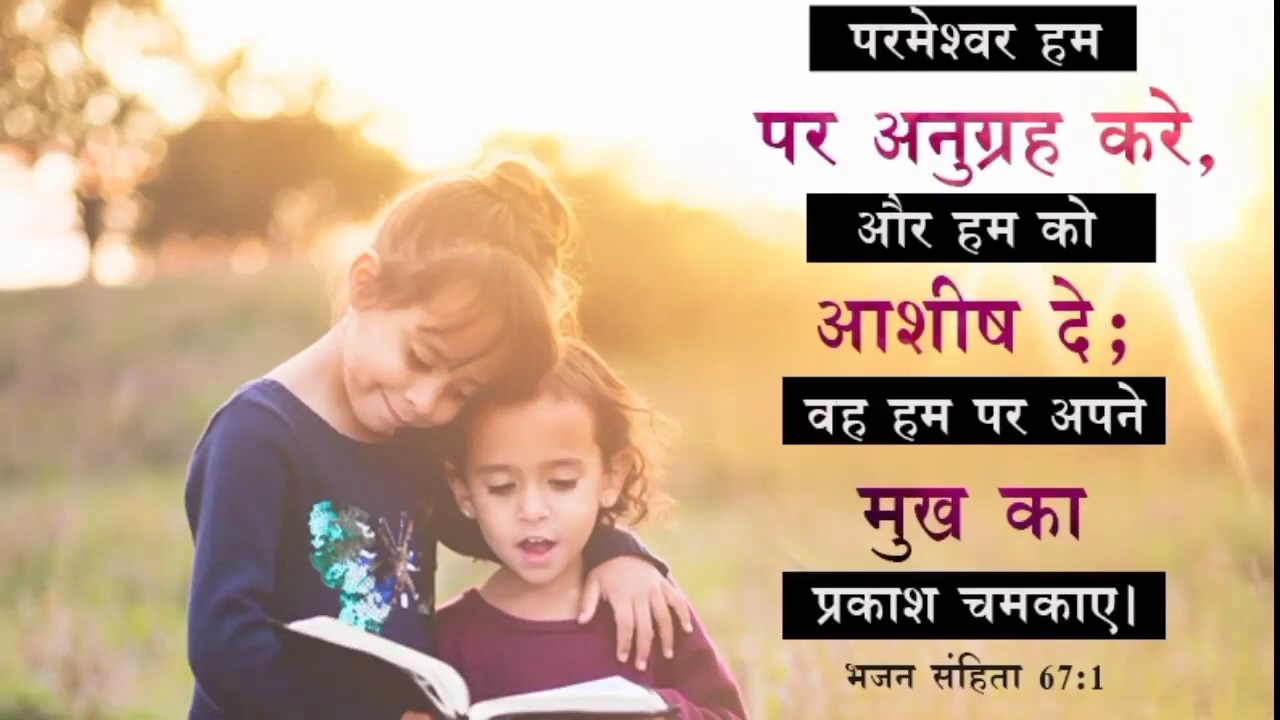 परमेश्वर हम
पर अनुग्रह करे,
और हम को
आशीष दे;
वह हम पर अपने
मुख का
प्रकाश चमकाए।
भजन संहिता 67:1